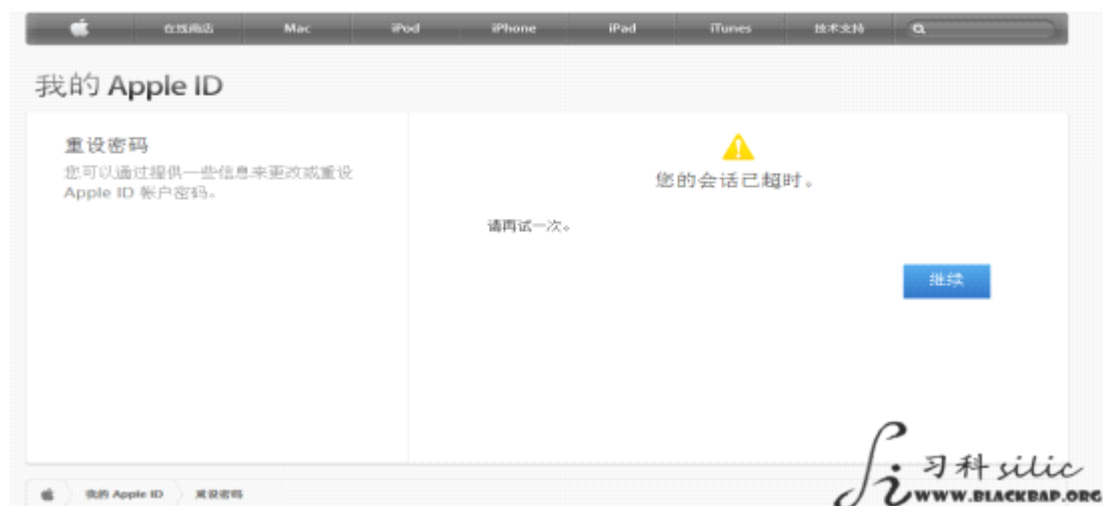 在线商店 Mac iPod iPhone iPad iTunes 技术支持
我的 Apple ID
重设密码
您可以通过提供一些信息来更改或重设
Apple ID 帐户密码。
您的会话已超时。
请再试一次。
继续
习科 silic
WWW.BLACKBAP.ORG
我的 Apple ID 重设密码